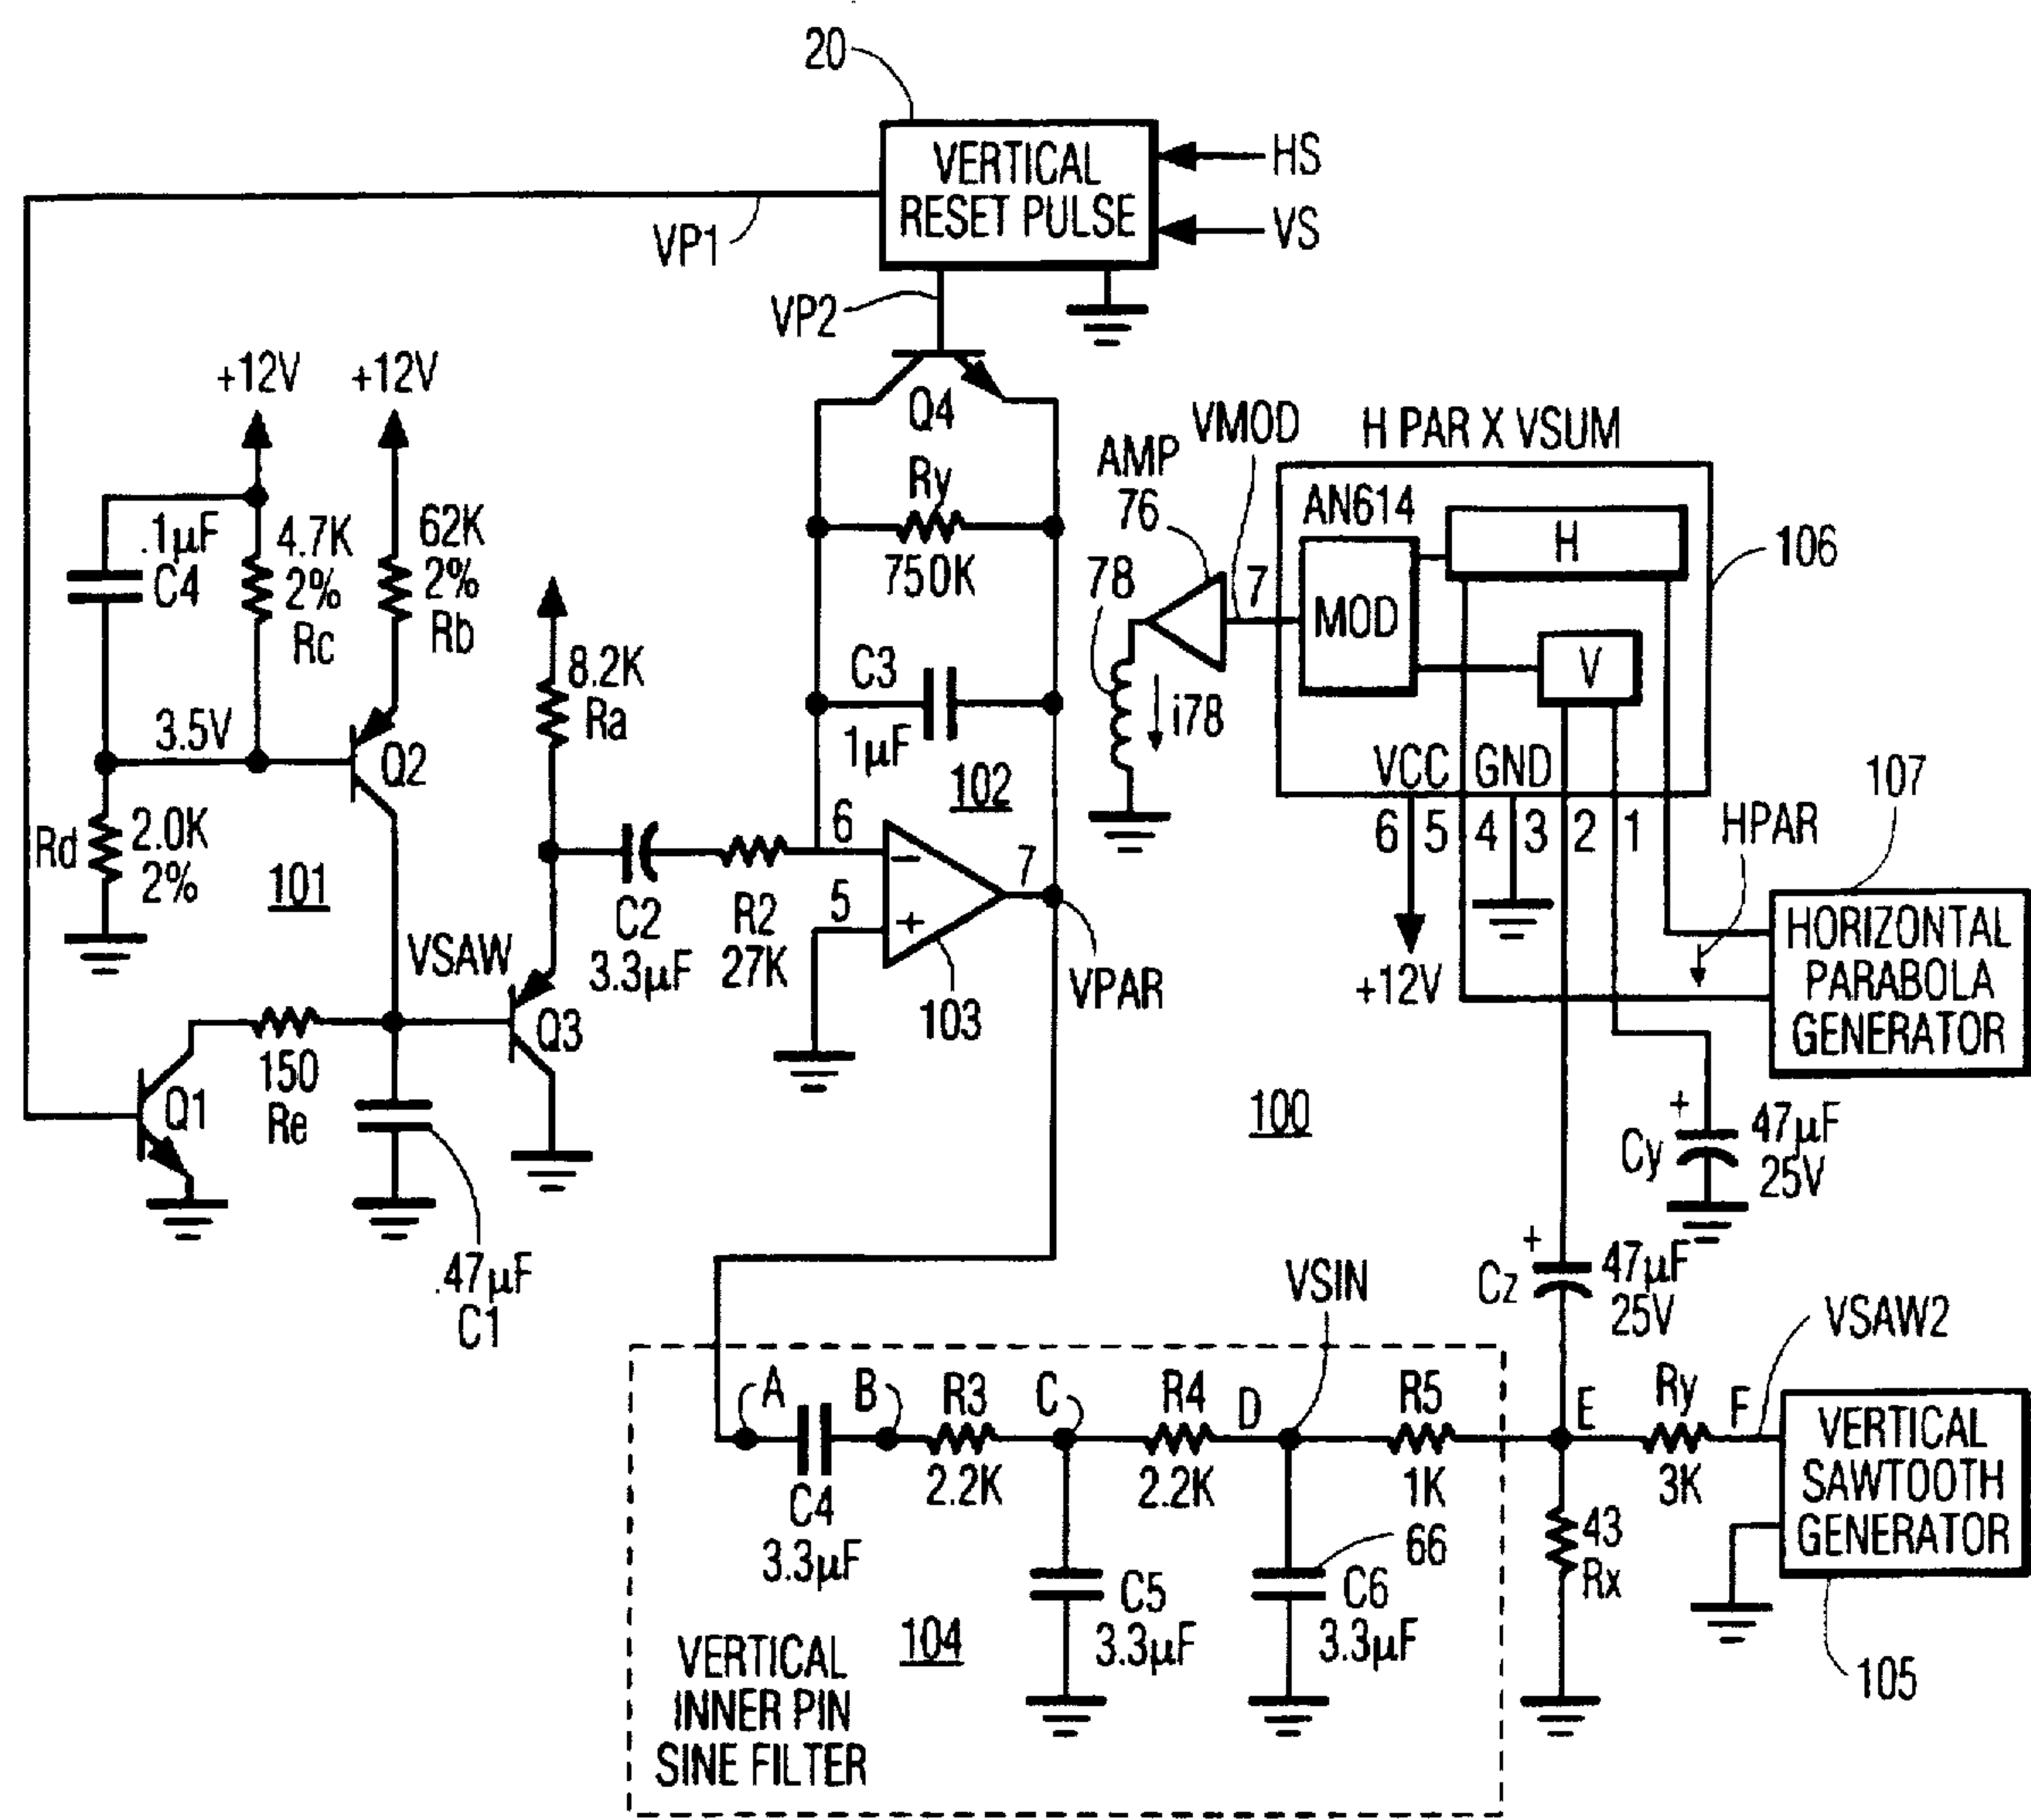 20
VERTICAL
RESET PULSE
HS
VS
VP1
VP2
+12V
+12V
.1µF
C4
4.7K
2%
Rc
62K
2%
Rb
3.5V
Q2
Rd
2.0K
2%
101
8.2K
Ra
VSAW
Q3
Q1
150
Re
.47µF
C1
C2
3.3µF
R2
27K
Q4
Ry
750K
C3
1µF
102
6
5
7
103
VPAR
AMP
76
78
i78
VMOD
7
H PAR X VSUM
AN614
MOD
H
V
106
VCC
GND
6
5
4
3
2
1
+12V
HPAR
107
HORIZONTAL
PARABOLA
GENERATOR
100
+
Cy
47µF
25V
+
Cz
47µF
25V
VSIN
VSAW2
A
B
R3
2.2K
C
R4
2.2K
D
R5
1K
E
Ry
3K
F
VERTICAL
SAWTOOTH
GENERATOR
105
C4
3.3µF
C5
3.3µF
66
C6
3.3µF
43
Rx
104
VERTICAL
INNER PIN
SINE FILTER